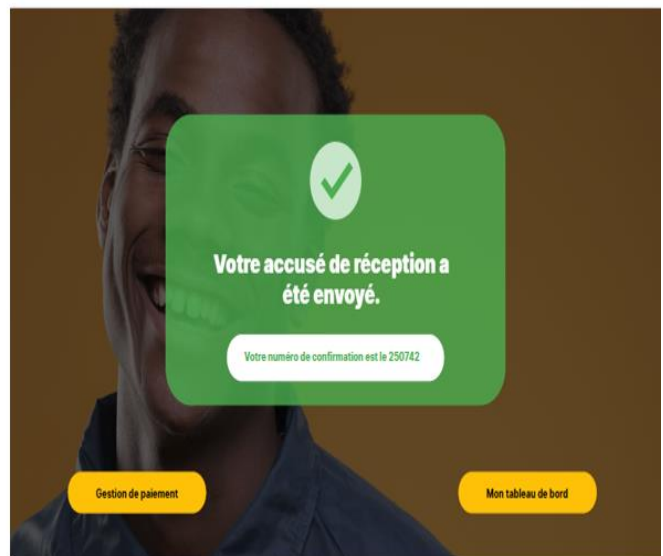 Votre accusé de réception a
été envoyé.
Votre numéro de confirmation est le 250742
Gestion de paiement
Mon tableau de bord